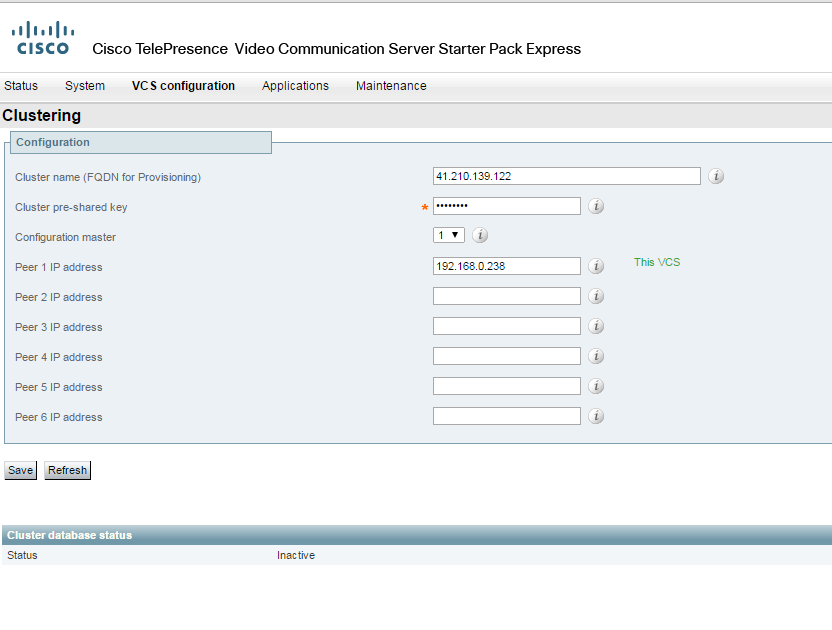 CISCO Cisco TelePresence Video Communication Server Starter Pack Express
Status System VCS configuration Applications Maintenance
Clustering
Configuration
Cluster name (FQDN for Provisioning) 41.210.139.122 i
Cluster pre-shared key * •••••••• i
Configuration master 1 ▼ i
Peer 1 IP address 192.168.0.238 i This VCS
Peer 2 IP address i
Peer 3 IP address i
Peer 4 IP address i
Peer 5 IP address i
Peer 6 IP address i
Save Refresh
Cluster database status
Status Inactive